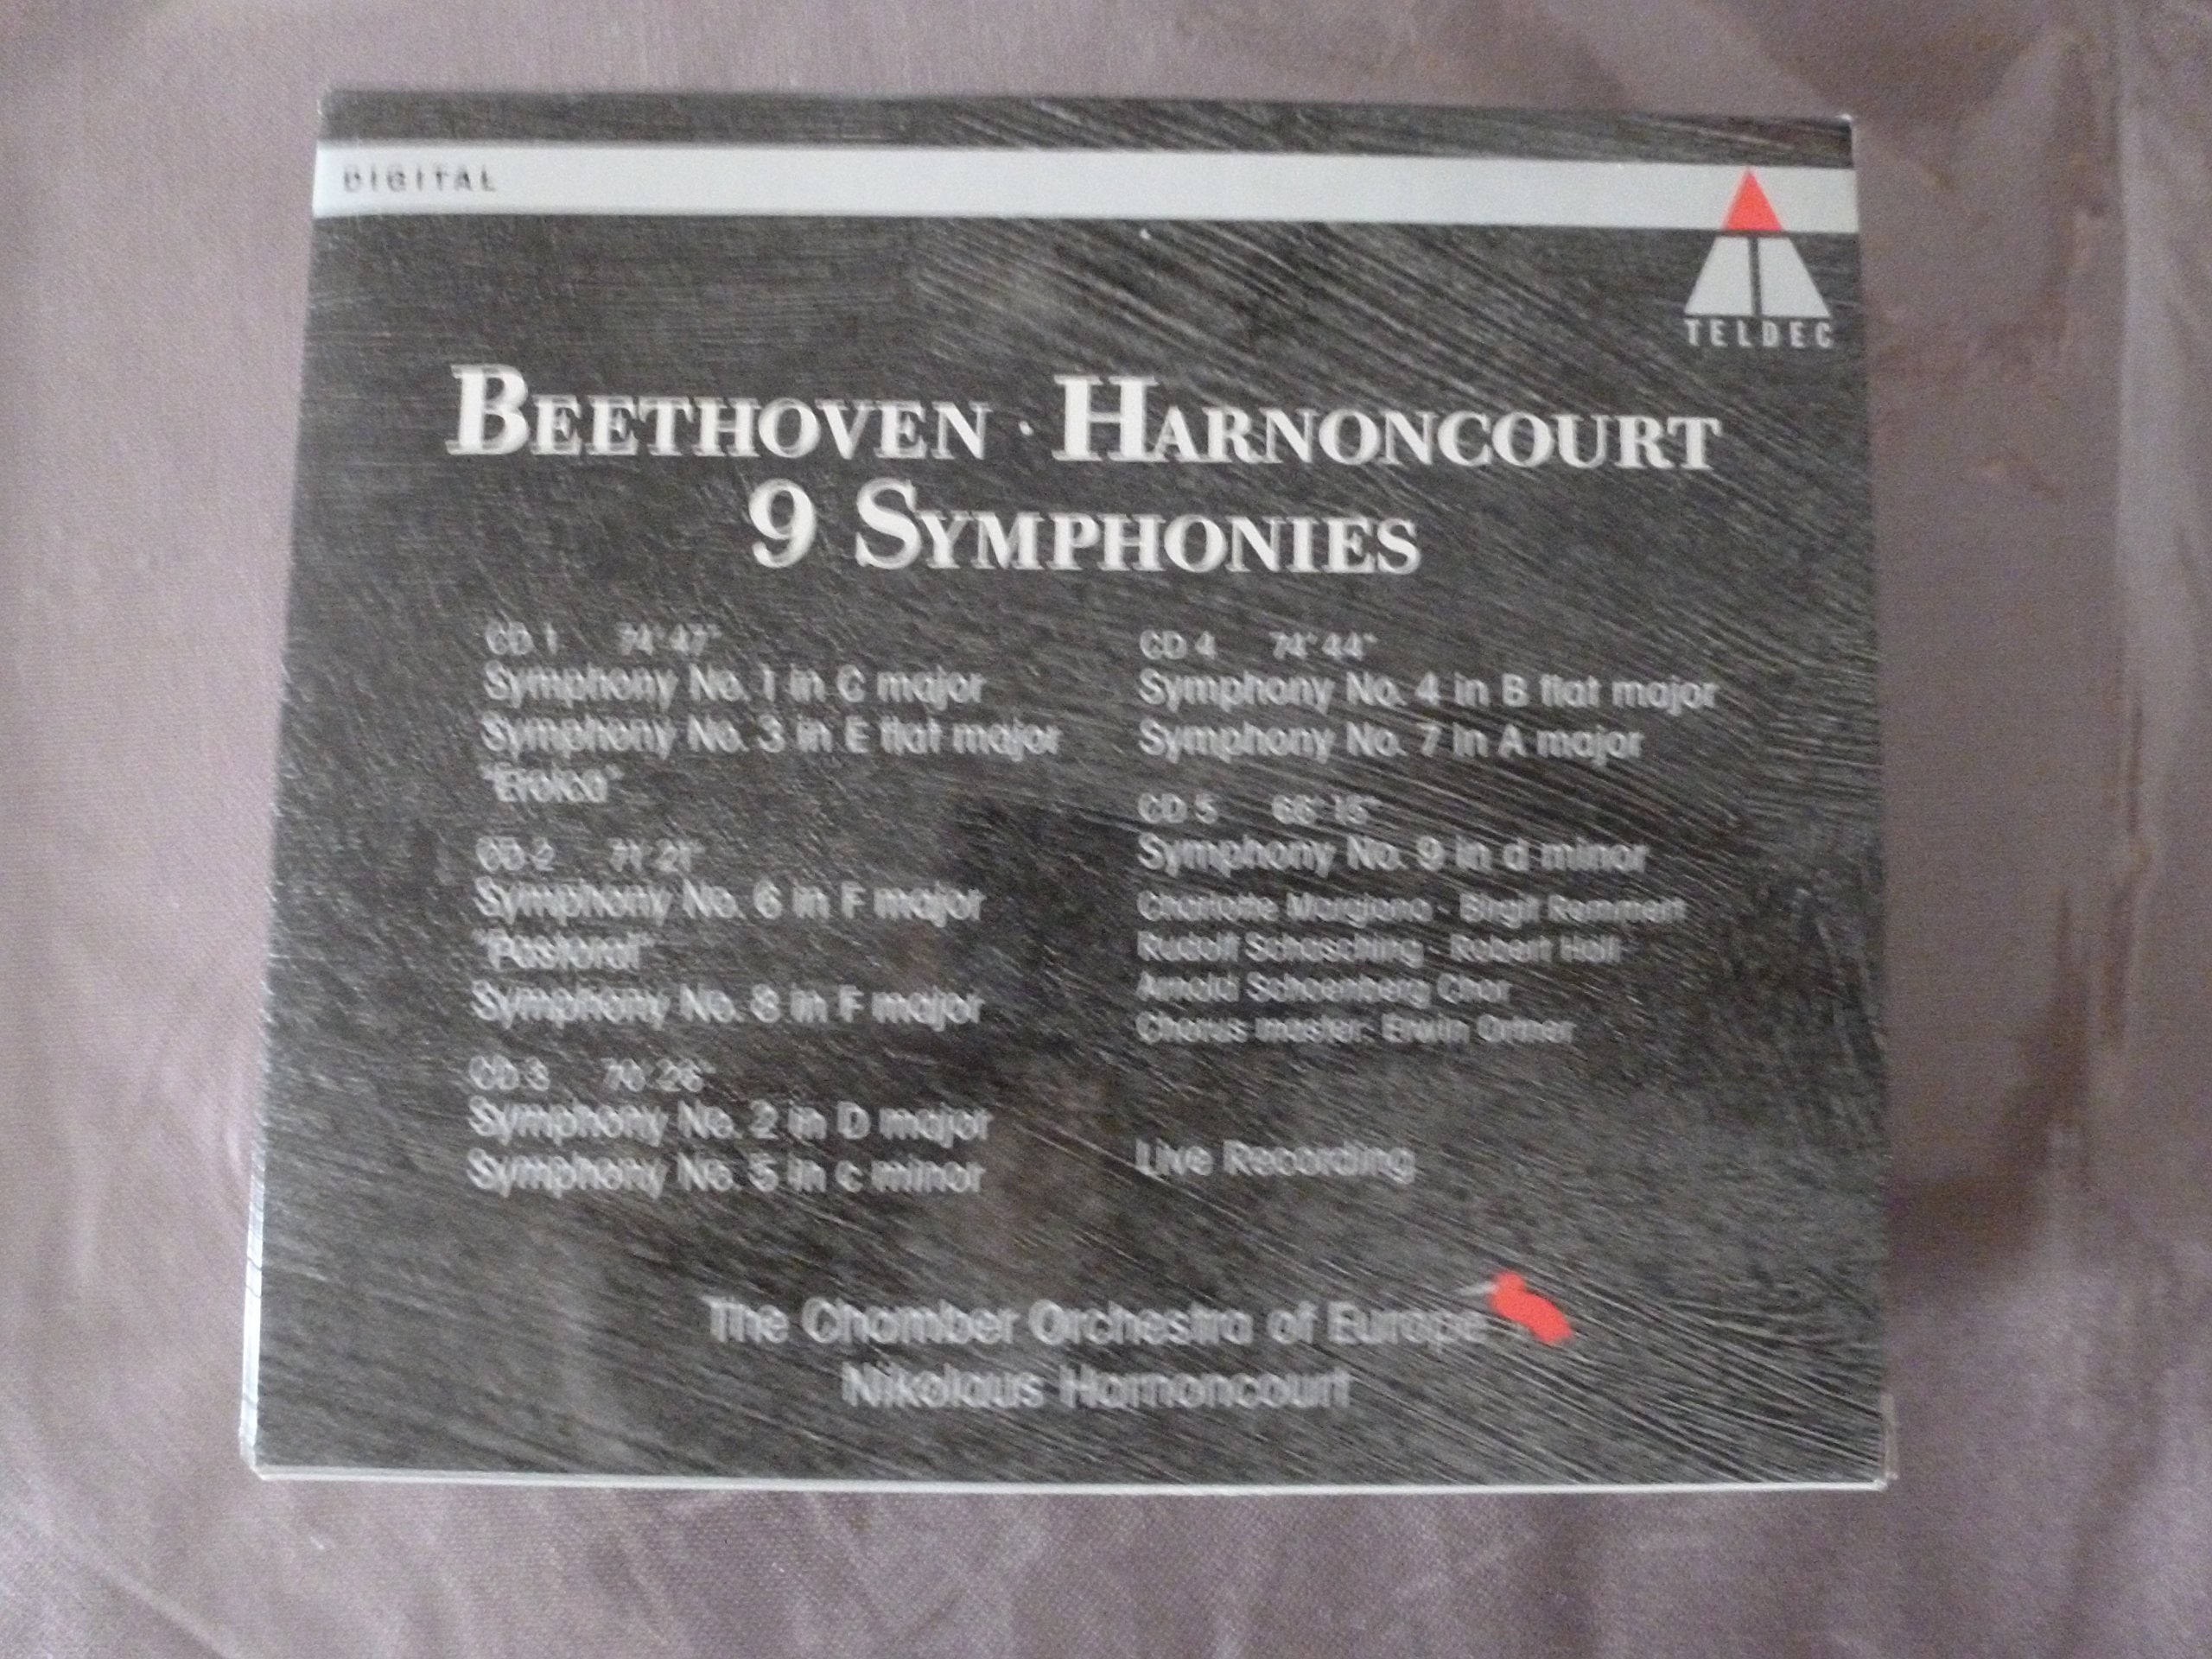 DIGITAL
TELDEC
BEETHOVEN · HARNONCOURT
9 SYMPHONIES
CD 1 74'47"
Symphony No. 1 in C major
Symphony No. 3 in E flat major
"Eroica"
CD 2 71'21"
Symphony No. 6 in F major
"Pastoral"
Symphony No. 8 in F major
CD 3 70'26"
Symphony No. 2 in D major
Symphony No. 5 in c minor
CD 4 74'44"
Symphony No. 4 in B flat major
Symphony No. 7 in A major
CD 5 66'15"
Symphony No. 9 in d minor
Charlotte Margiono · Birgit Remmert
Rudolf Schasching · Robert Holl
Arnold Schoenberg Chor
Chorus master: Erwin Ortner
Live Recording
The Chamber Orchestra of Europe
Nikolaus Harnoncourt